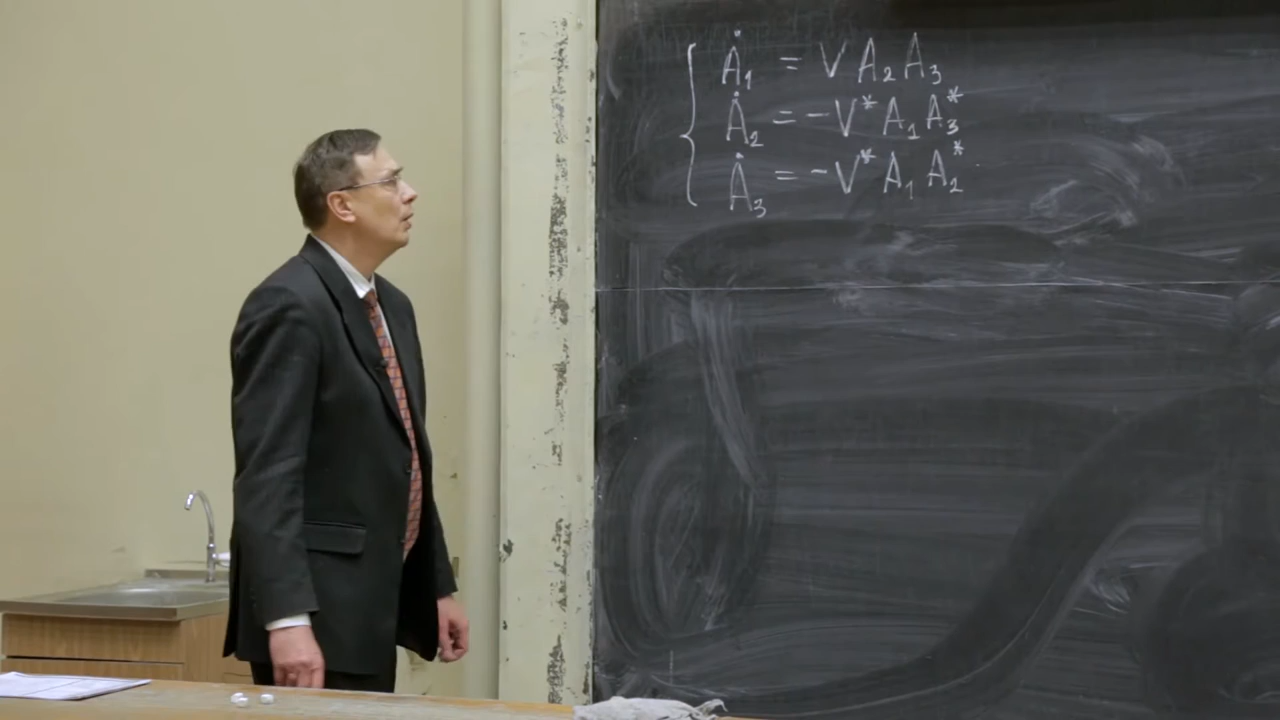 Ȧ₁ = V A₂ A₃
Ȧ₂ = -V* A₁ A₃*
Ȧ₃ = -V* A₁ A₂*